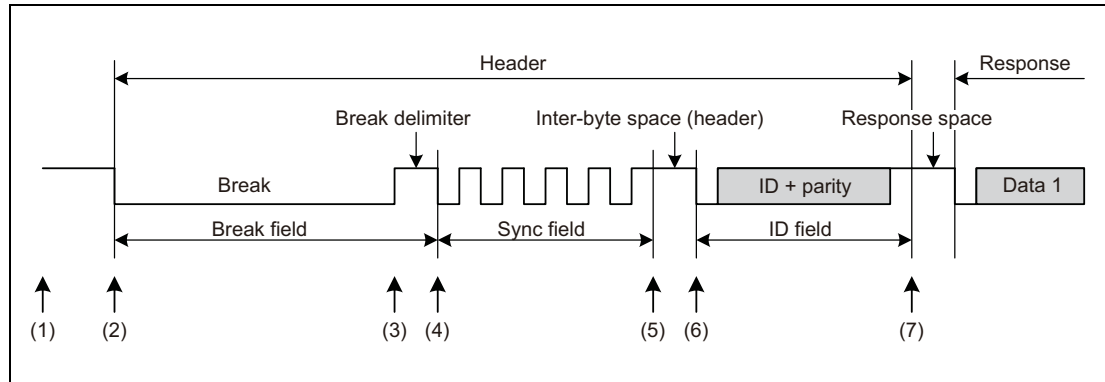 Header
Response
Break delimiter
Inter-byte space (header)
Response space
Break
ID + parity
Data 1
Break field
Sync field
ID field
(1)
(2)
(3)
(4)
(5)
(6)
(7)